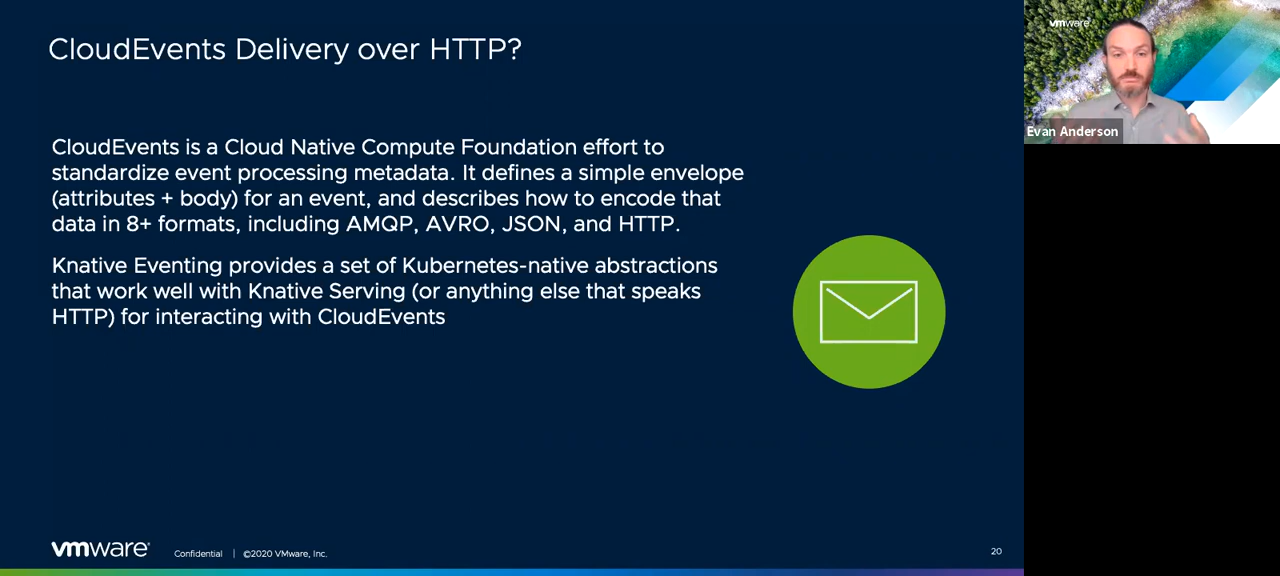 CloudEvents Delivery over HTTP?
CloudEvents is a Cloud Native Compute Foundation effort to
standardize event processing metadata. It defines a simple envelope
(attributes + body) for an event, and describes how to encode that
data in 8+ formats, including AMQP, AVRO, JSON, and HTTP.
Knative Eventing provides a set of Kubernetes-native abstractions
that work well with Knative Serving (or anything else that speaks
HTTP) for interacting with CloudEvents
vmware
Confidential | ©2020 VMware, Inc.
20
vmware
Evan Anderson